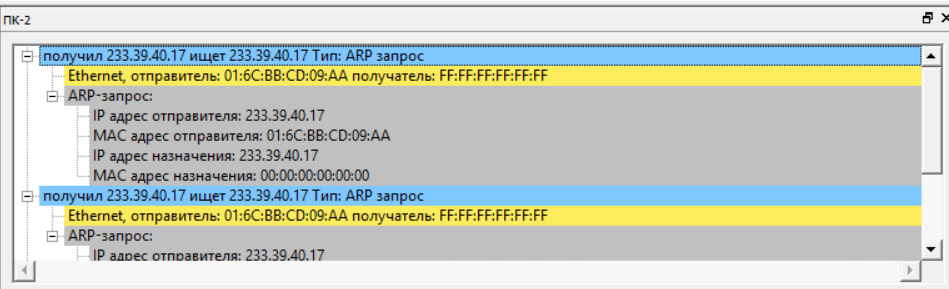 ПК-2
получил 233.39.40.17 ищет 233.39.40.17 Тип: ARP запрос
Ethernet, отправитель: 01:6C:BB:CD:09:AA получатель: FF:FF:FF:FF:FF:FF
ARP-запрос:
IP адрес отправителя: 233.39.40.17
MAC адрес отправителя: 01:6C:BB:CD:09:AA
IP адрес назначения: 233.39.40.17
MAC адрес назначения: 00:00:00:00:00:00
получил 233.39.40.17 ищет 233.39.40.17 Тип: ARP запрос
Ethernet, отправитель: 01:6C:BB:CD:09:AA получатель: FF:FF:FF:FF:FF:FF
ARP-запрос:
IP адрес отправителя: 233.39.40.17